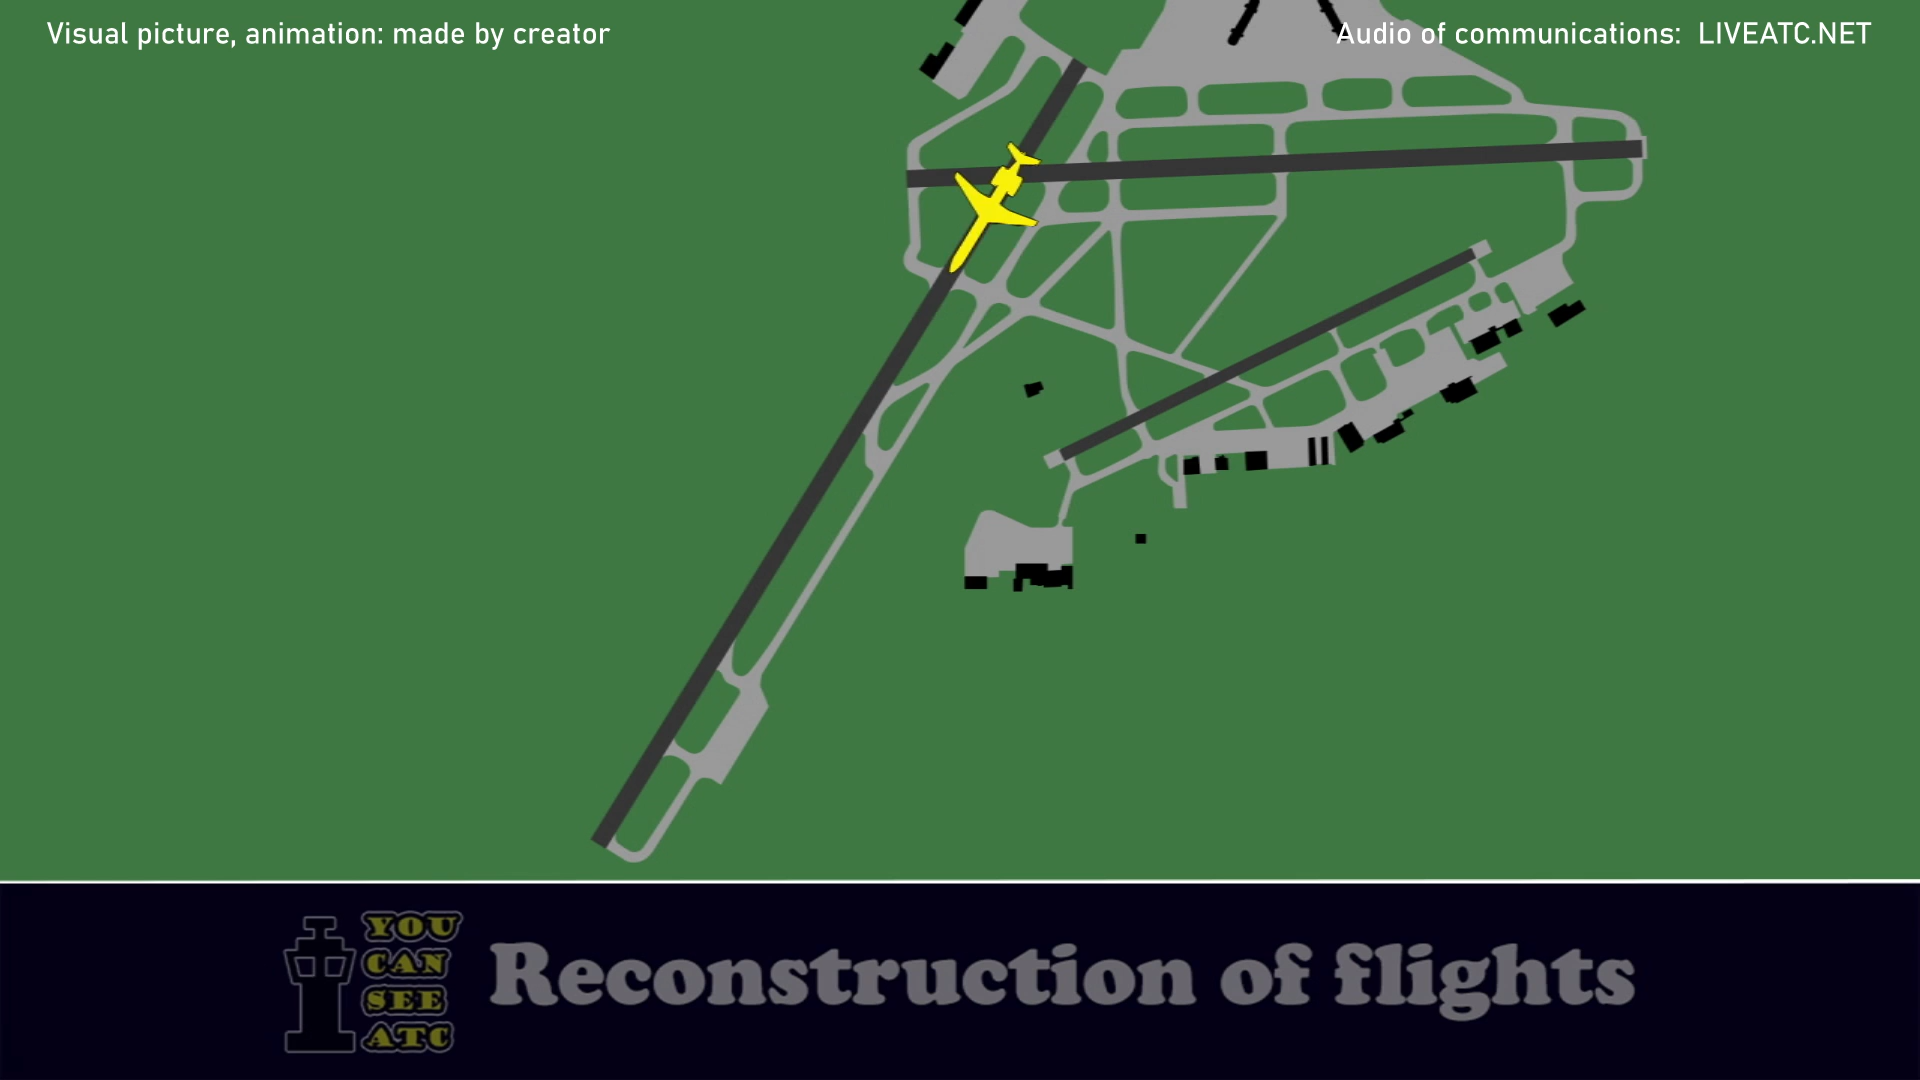 Visual picture, animation: made by creator
Audio of communications: LIVEATC.NET
YOU
CAN
SEE
ATC
Reconstruction of flights